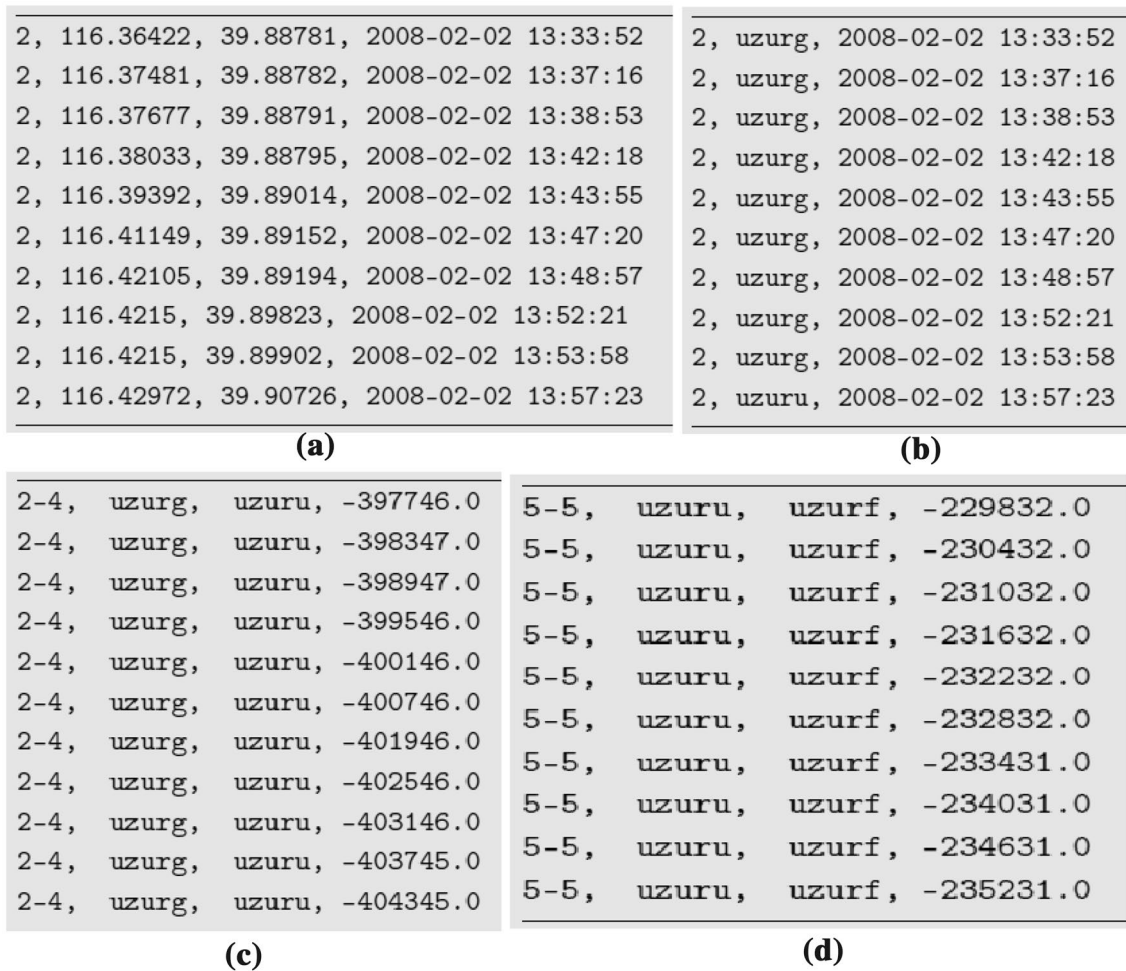 2, 116.36422, 39.88781, 2008-02-02 13:33:52
2, 116.37481, 39.88782, 2008-02-02 13:37:16
2, 116.37677, 39.88791, 2008-02-02 13:38:53
2, 116.38033, 39.88795, 2008-02-02 13:42:18
2, 116.39392, 39.89014, 2008-02-02 13:43:55
2, 116.41149, 39.89152, 2008-02-02 13:47:20
2, 116.42105, 39.89194, 2008-02-02 13:48:57
2, 116.4215, 39.89823, 2008-02-02 13:52:21
2, 116.4215, 39.89902, 2008-02-02 13:53:58
2, 116.42972, 39.90726, 2008-02-02 13:57:23
(a)
2, uzurg, 2008-02-02 13:33:52
2, uzurg, 2008-02-02 13:37:16
2, uzurg, 2008-02-02 13:38:53
2, uzurg, 2008-02-02 13:42:18
2, uzurg, 2008-02-02 13:43:55
2, uzurg, 2008-02-02 13:47:20
2, uzurg, 2008-02-02 13:48:57
2, uzurg, 2008-02-02 13:52:21
2, uzurg, 2008-02-02 13:53:58
2, uzuru, 2008-02-02 13:57:23
(b)
2-4, uzurg, uzuru, -397746.0
2-4, uzurg, uzuru, -398347.0
2-4, uzurg, uzuru, -398947.0
2-4, uzurg, uzuru, -399546.0
2-4, uzurg, uzuru, -400146.0
2-4, uzurg, uzuru, -400746.0
2-4, uzurg, uzuru, -401946.0
2-4, uzurg, uzuru, -402546.0
2-4, uzurg, uzuru, -403146.0
2-4, uzurg, uzuru, -403745.0
2-4, uzurg, uzuru, -404345.0
(c)
5-5, uzuru, uzurf, -229832.0
5-5, uzuru, uzurf, -230432.0
5-5, uzuru, uzurf, -231032.0
5-5, uzuru, uzurf, -231632.0
5-5, uzuru, uzurf, -232232.0
5-5, uzuru, uzurf, -232832.0
5-5, uzuru, uzurf, -233431.0
5-5, uzuru, uzurf, -234031.0
5-5, uzuru, uzurf, -234631.0
5-5, uzuru, uzurf, -235231.0
(d)